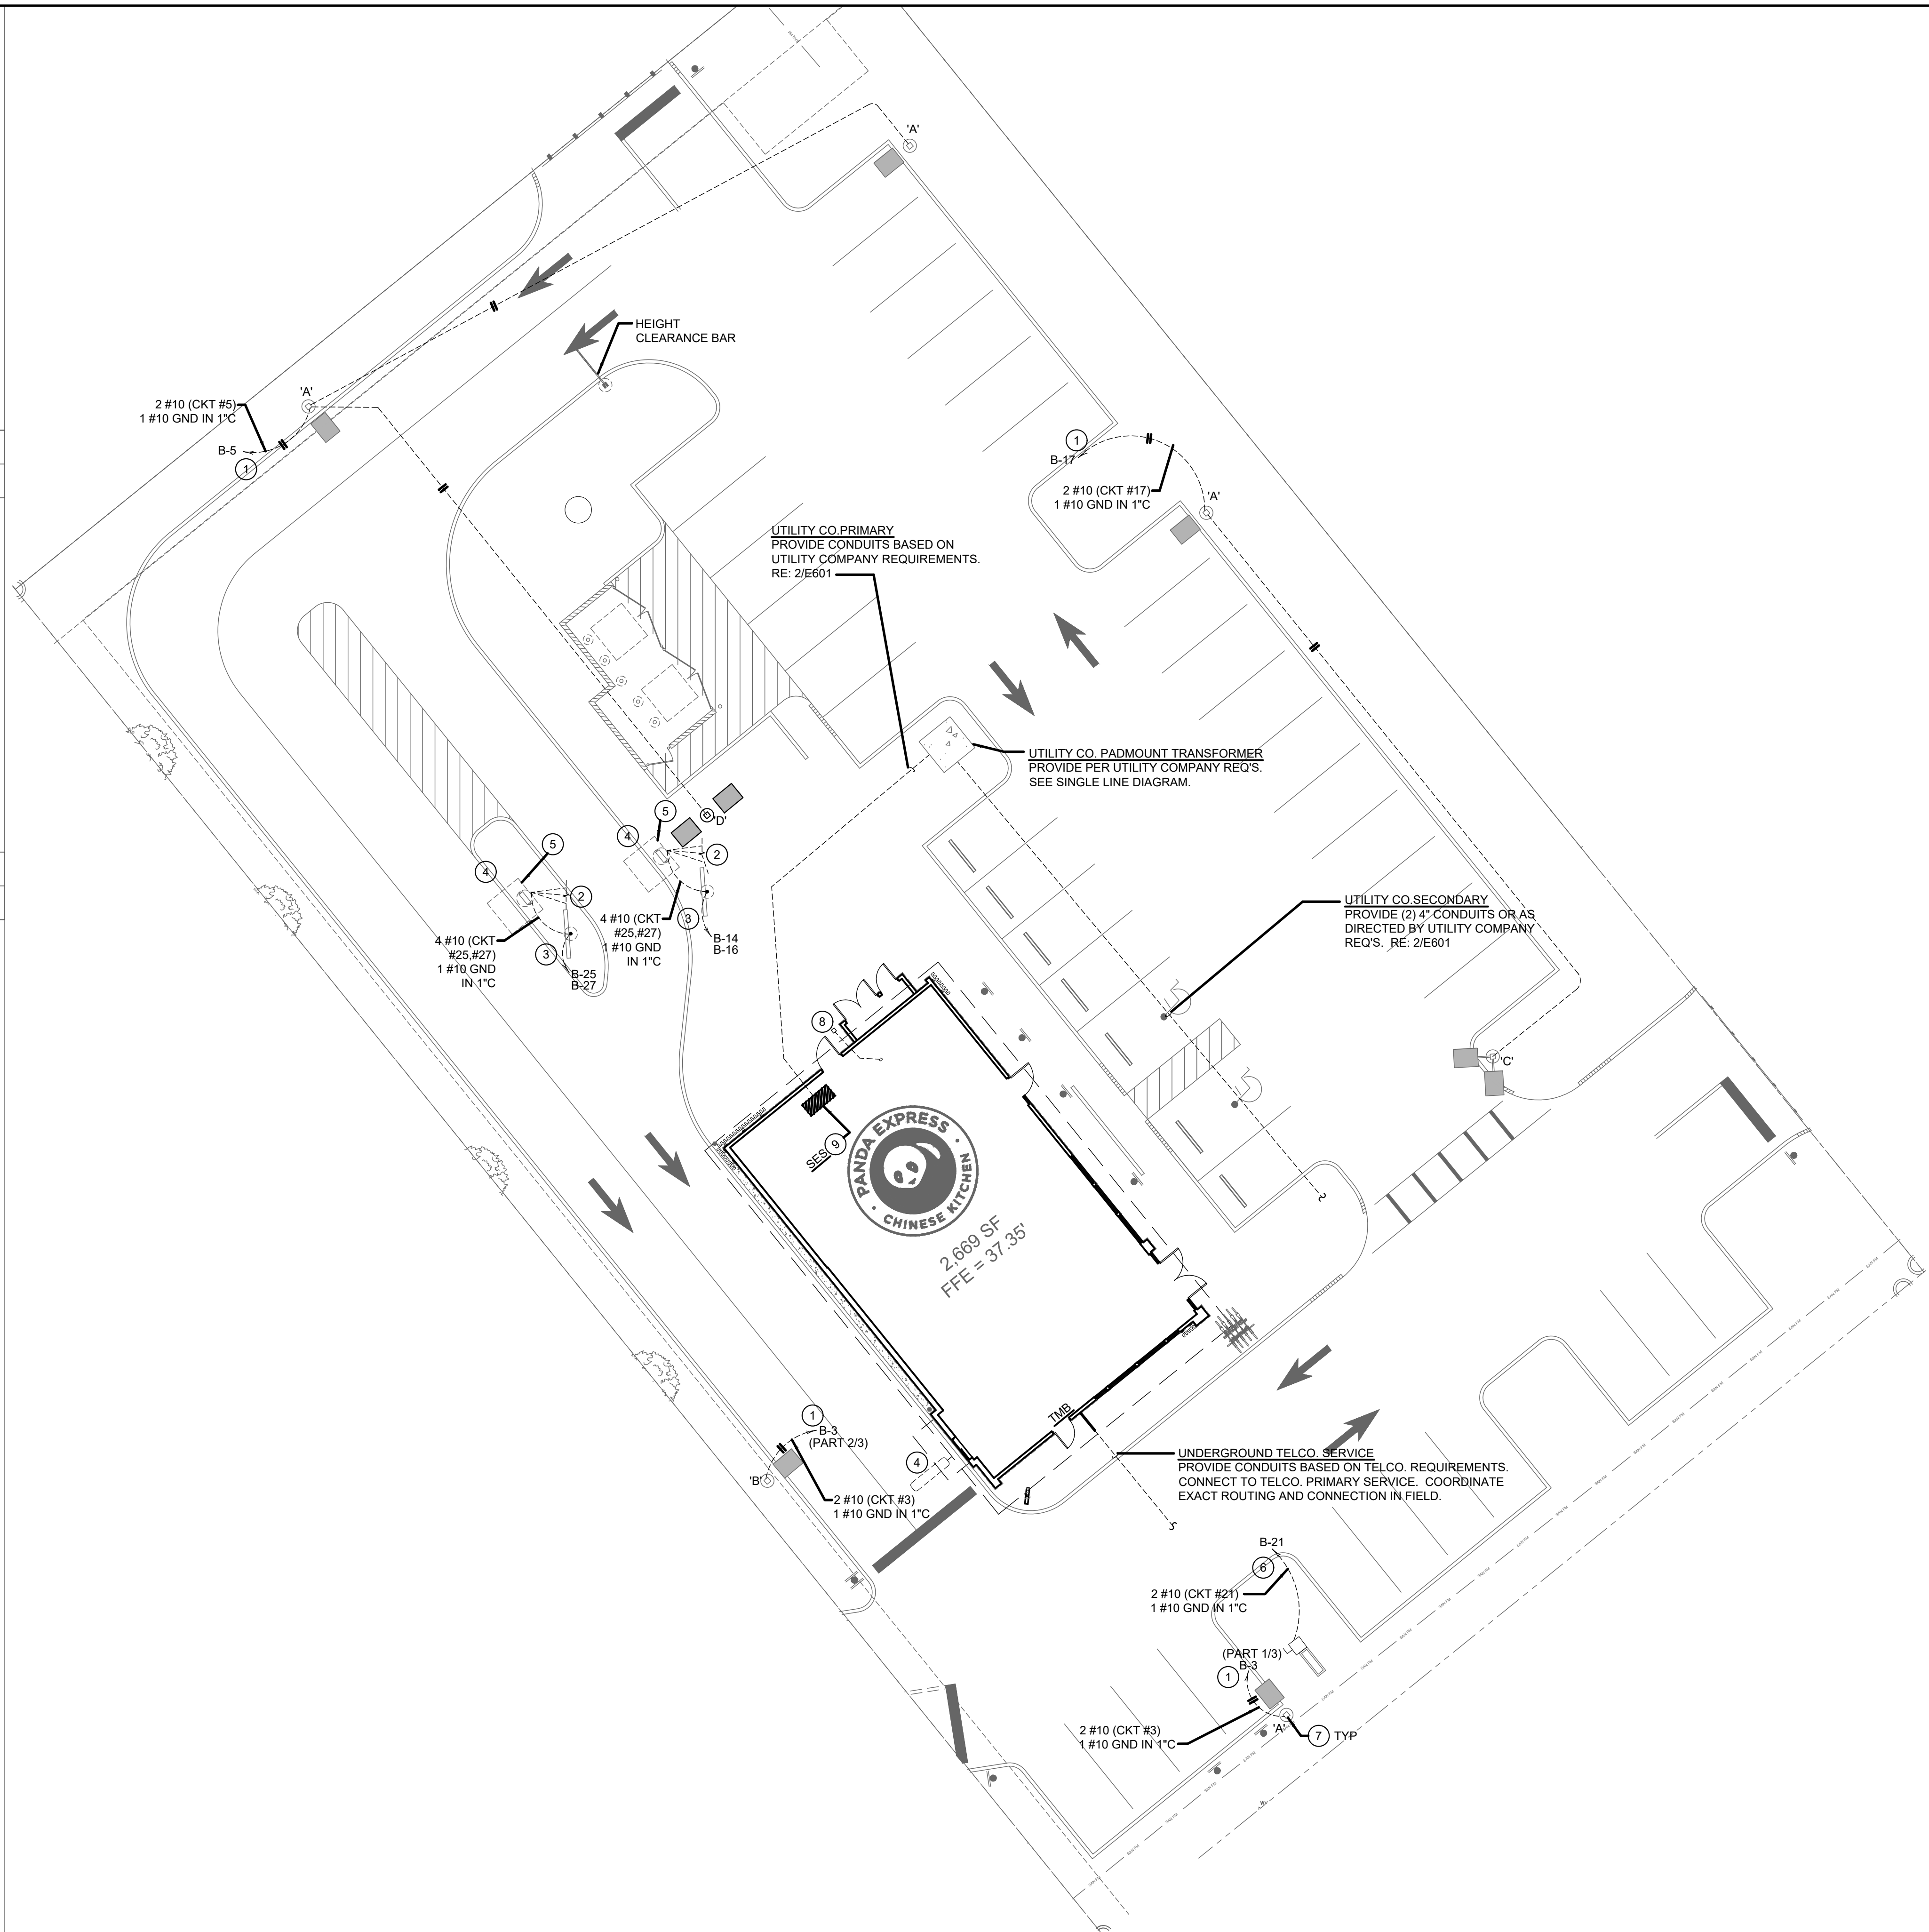 'A'
HEIGHT
CLEARANCE BAR
'A'
2 #10 (CKT #5)
1 #10 GND IN 1"C
B-5
1
1
B-17
2 #10 (CKT #17)
1 #10 GND IN 1"C
'A'
UTILITY CO.PRIMARY
PROVIDE CONDUITS BASED ON
UTILITY COMPANY REQUIREMENTS.
RE: 2/E601
UTILITY CO. PADMOUNT TRANSFORMER
PROVIDE PER UTILITY COMPANY REQ'S.
SEE SINGLE LINE DIAGRAM.
5
'D'
4
2
5
4
2
3
4 #10 (CKT
#25,#27)
1 #10 GND
IN 1"C
B-14
B-16
4 #10 (CKT
#25,#27)
1 #10 GND
IN 1"C
3
B-25
B-27
UTILITY CO.SECONDARY
PROVIDE (2) 4" CONDUITS OR AS
DIRECTED BY UTILITY COMPANY
REQ'S. RE: 2/E601
8
'C'
SES
9
PANDA EXPRESS
CHINESE KITCHEN
2,669 SF
FFE = 37.35'
TMB
1
B-3
(PART 2/3)
'B'
2 #10 (CKT #3)
1 #10 GND IN 1"C
4
UNDERGROUND TELCO. SERVICE
PROVIDE CONDUITS BASED ON TELCO. REQUIREMENTS.
CONNECT TO TELCO. PRIMARY SERVICE. COORDINATE
EXACT ROUTING AND CONNECTION IN FIELD.
B-21
6
2 #10 (CKT #21)
1 #10 GND IN 1"C
(PART 1/3)
B-3
1
2 #10 (CKT #3)
1 #10 GND IN 1"C
'A'
7 TYP